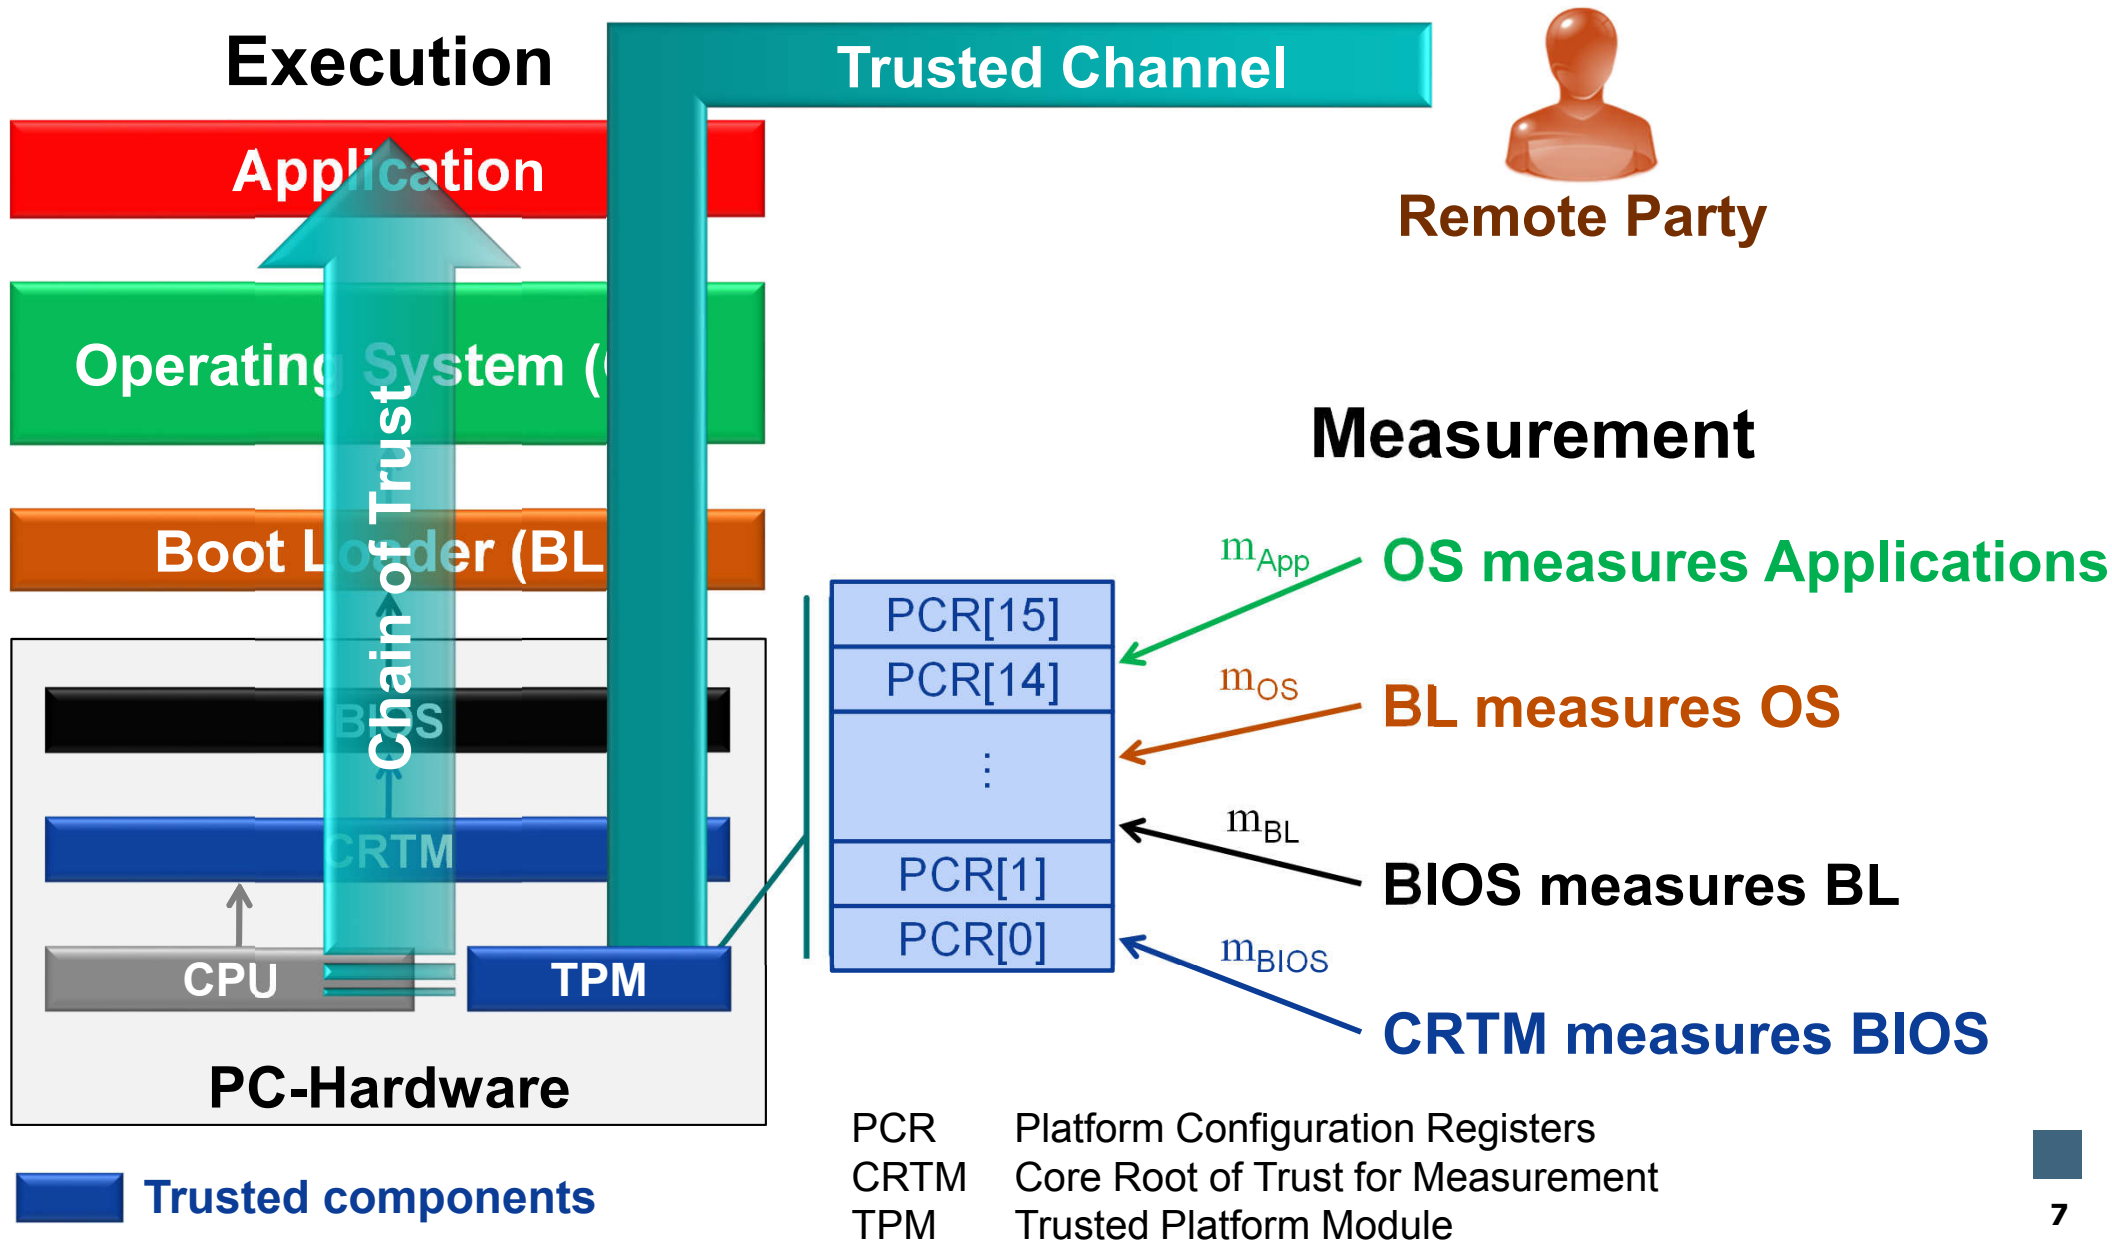 Execution
Trusted Channel
Application
Remote Party
Operating System (
Chain of Trust
Boot Loader (BL
BIOS
CRTM
CPU
TPM
PC-Hardware
Trusted components
PCR[15]
PCR[14]
⋮
PCR[1]
PCR[0]
Measurement
mApp
OS measures Applications
mOS
BL measures OS
mBL
BIOS measures BL
mBIOS
CRTM measures BIOS
PCR Platform Configuration Registers
CRTM Core Root of Trust for Measurement
TPM Trusted Platform Module
7